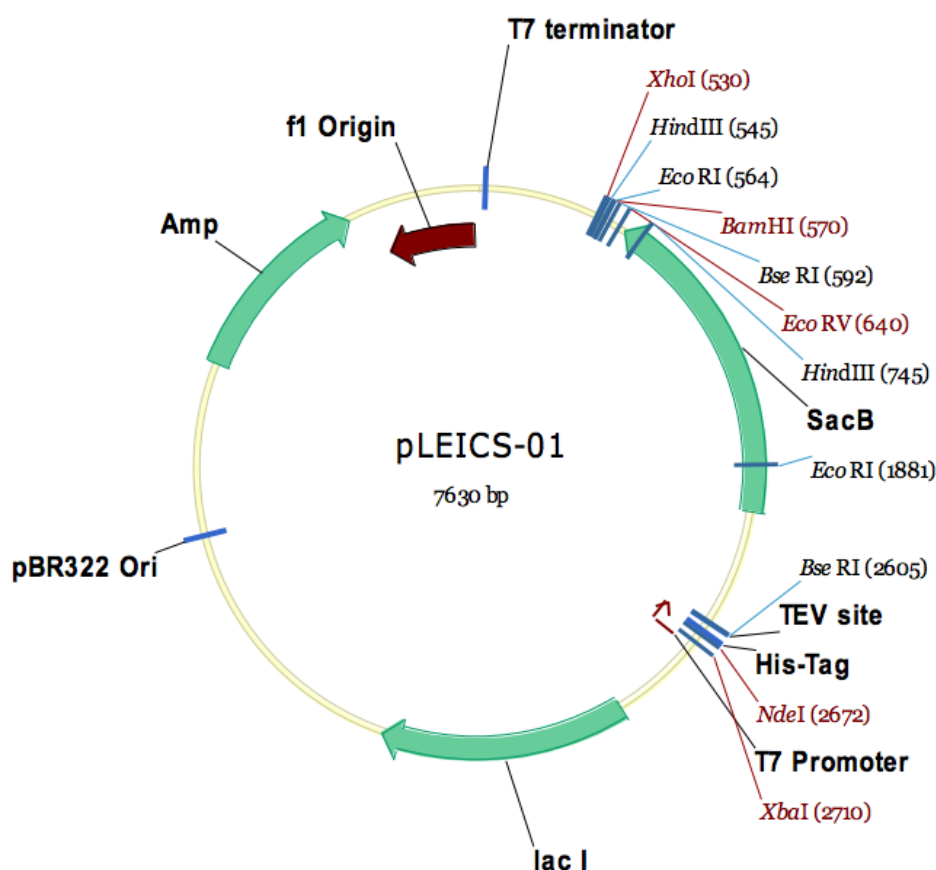 T7 terminator
XhoI (530)
f1 Origin
HindIII (545)
Eco RI (564)
Amp
BamHI (570)
Bse RI (592)
Eco RV (640)
HindIII (745)
SacB
pLEICS-01
7630 bp
Eco RI (1881)
pBR322 Ori
Bse RI (2605)
TEV site
His-Tag
NdeI (2672)
T7 Promoter
XbaI (2710)
lac I